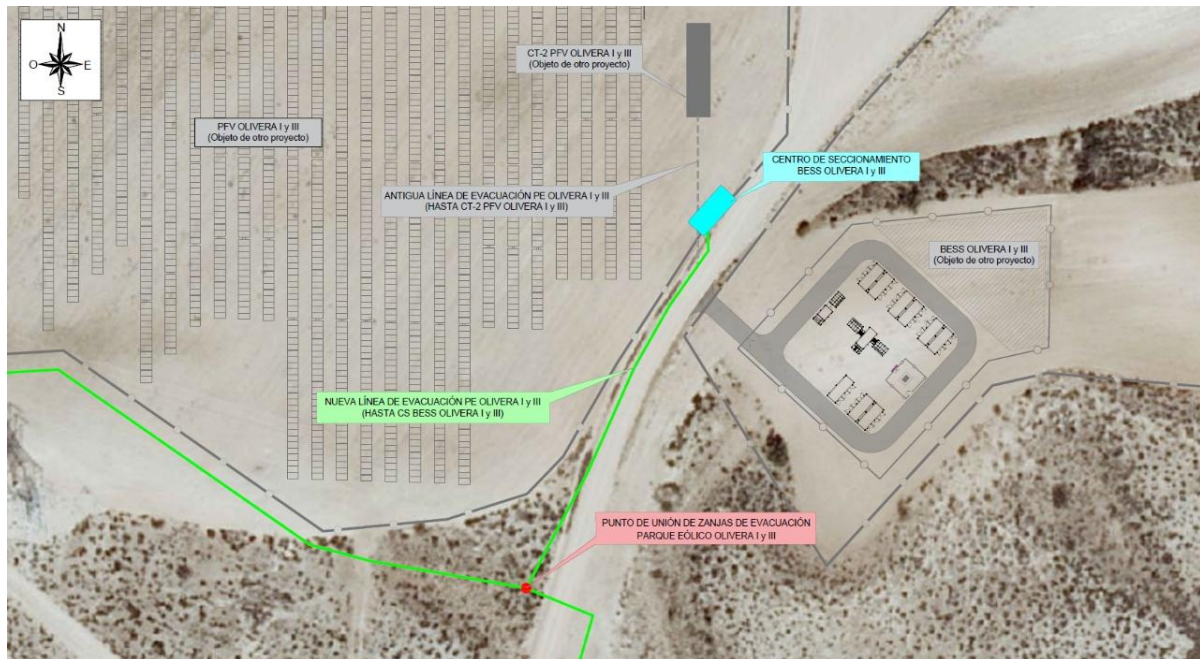 N
O
E
S
CT-2 PFV OLIVERA I y III
(Objeto de otro proyecto)
PFV OLIVERA I y III
(Objeto de otro proyecto)
CENTRO DE SECCIONAMIENTO
BESS OLIVERA I y III
ANTIGUA LÍNEA DE EVACUACIÓN PE OLIVERA I y III
(HASTA CT-2 PFV OLIVERA I y III)
BESS OLIVERA I y III
(Objeto de otro proyecto)
NUEVA LÍNEA DE EVACUACIÓN PE OLIVERA I y III
(HASTA CS BESS OLIVERA I y III)
PUNTO DE UNIÓN DE ZANJAS DE EVACUACIÓN
PARQUE EÓLICO OLIVERA I y III